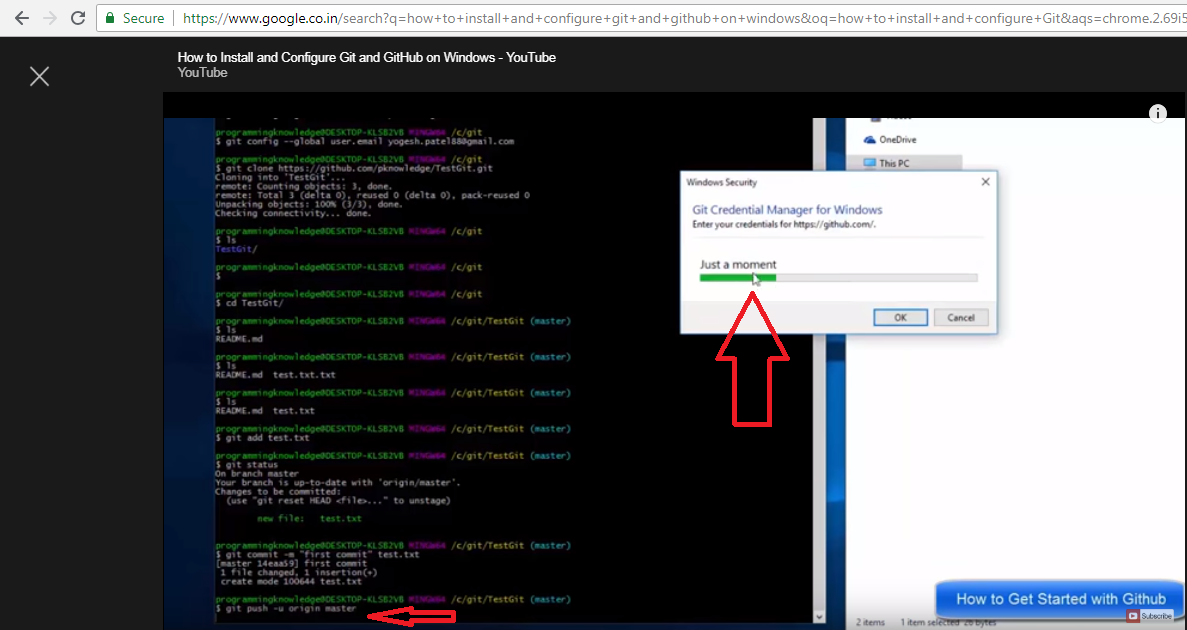 Secure https://www.google.co.in/search?q=how+to+install+and+configure+git+and+github+on+windows&oq=how+to+install+and+configure+Git&aqs=chrome.2.69i5
How to Install and Configure Git and GitHub on Windows - YouTube
YouTube
programmingknowledge@DESKTOP-KLSB2VB MINGW64 /c/git
$ git config --global user.email yogesh.patel88@gmail.com
programmingknowledge@DESKTOP-KLSB2VB MINGW64 /c/git
$ git clone https://github.com/pknowledge/TestGit.git
Cloning into 'TestGit'...
remote: Counting objects: 3, done.
remote: Total 3 (delta 0), reused 0 (delta 0), pack-reused 0
Unpacking objects: 100% (3/3), done.
Checking connectivity... done.
programmingknowledge@DESKTOP-KLSB2VB MINGW64 /c/git
$ ls
TestGit/
programmingknowledge@DESKTOP-KLSB2VB MINGW64 /c/git
$
programmingknowledge@DESKTOP-KLSB2VB MINGW64 /c/git
$ cd TestGit/
programmingknowledge@DESKTOP-KLSB2VB MINGW64 /c/git/TestGit (master)
$ ls
README.md
programmingknowledge@DESKTOP-KLSB2VB MINGW64 /c/git/TestGit (master)
$ ls
README.md test.txt.txt
programmingknowledge@DESKTOP-KLSB2VB MINGW64 /c/git/TestGit (master)
$ ls
README.md test.txt
programmingknowledge@DESKTOP-KLSB2VB MINGW64 /c/git/TestGit (master)
$ git add test.txt
programmingknowledge@DESKTOP-KLSB2VB MINGW64 /c/git/TestGit (master)
$ git status
On branch master
Your branch is up-to-date with 'origin/master'.
Changes to be committed:
(use "git reset HEAD <file>..." to unstage)
new file: test.txt
programmingknowledge@DESKTOP-KLSB2VB MINGW64 /c/git/TestGit (master)
$ git commit -m "first commit" test.txt
[master 14eaa59] first commit
1 file changed, 1 insertion(+)
create mode 100644 test.txt
programmingknowledge@DESKTOP-KLSB2VB MINGW64 /c/git/TestGit (master)
$ git push -u origin master
OneDrive
This PC
Windows Security
Git Credential Manager for Windows
Enter your credentials for https://github.com/.
Just a moment
OK Cancel
How to Get Started with Github
Subscribe
2 items 1 item selected 26 bytes